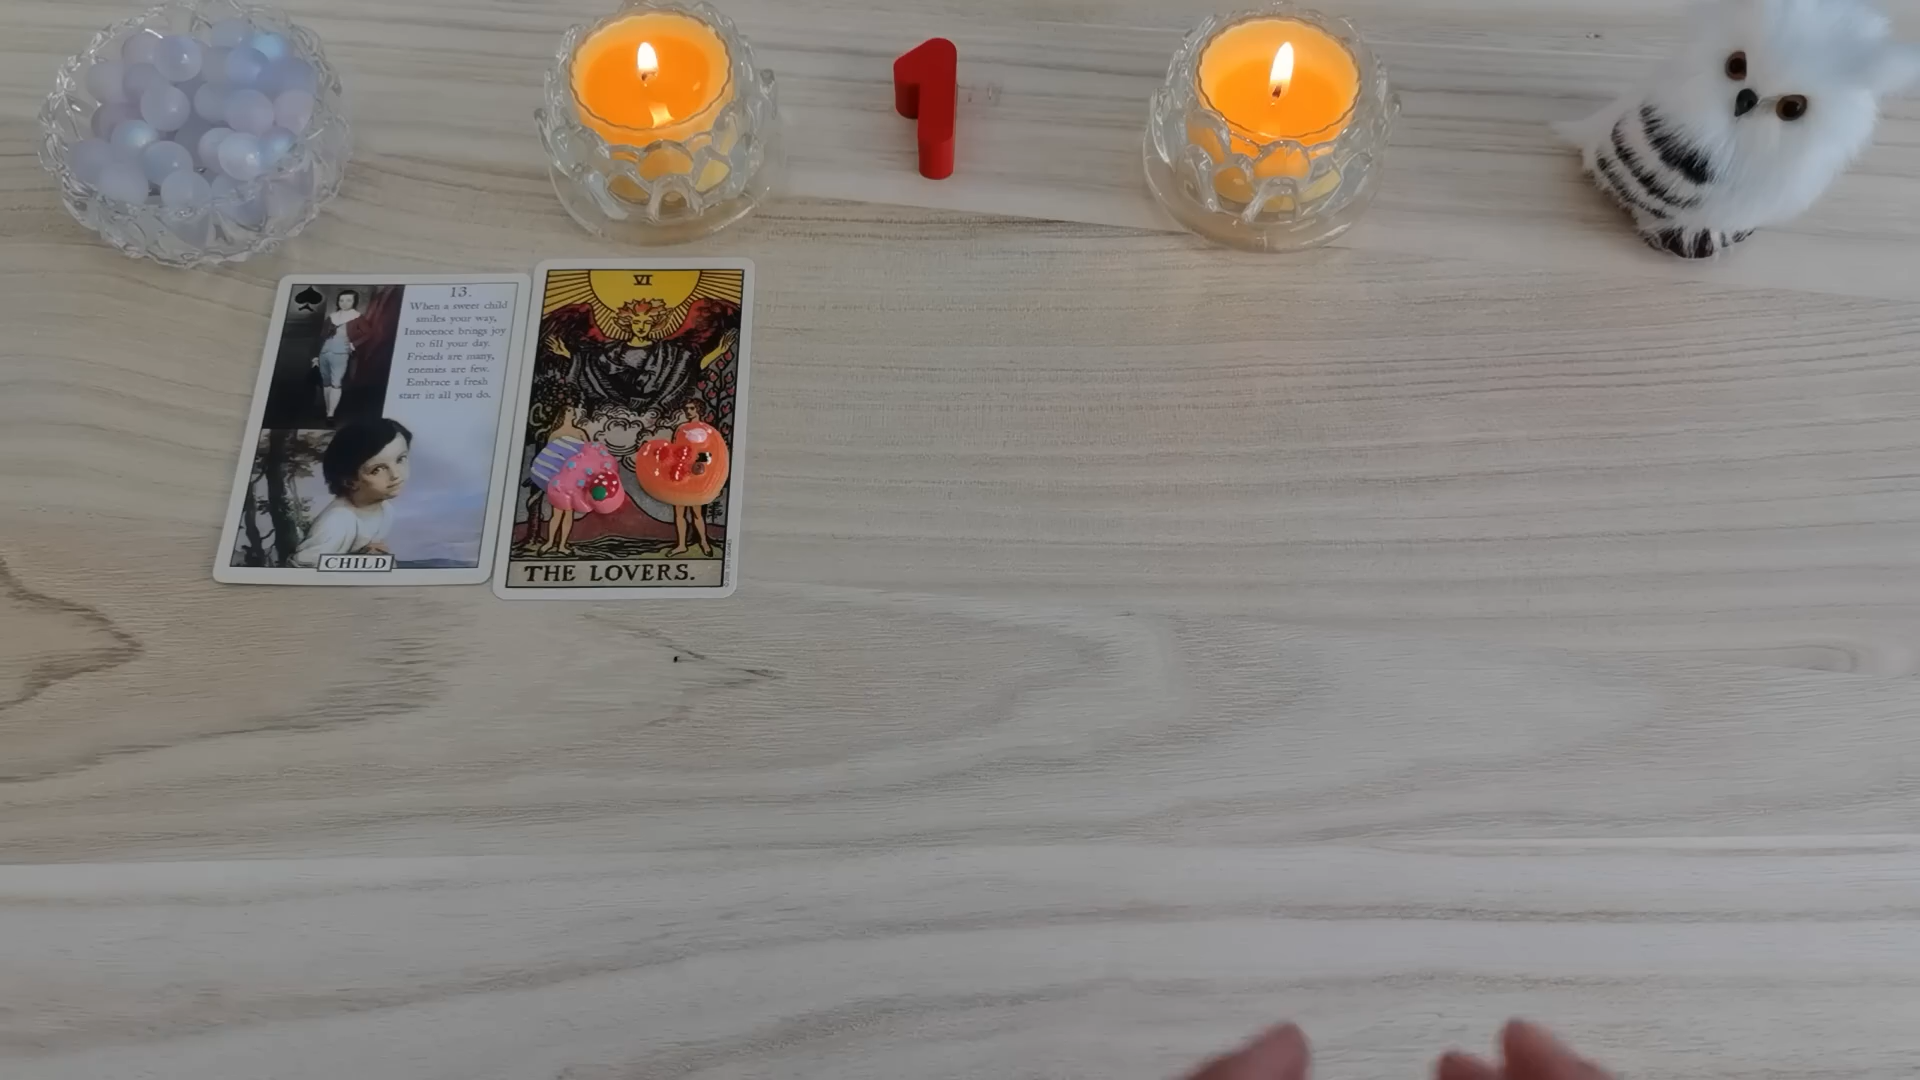 1
13.
When a sweet child
smiles your way,
Innocence brings joy
to fill your day.
Friends are many,
enemies are few.
Embrace a fresh
start in all you do.
CHILD
VI
THE LOVERS.